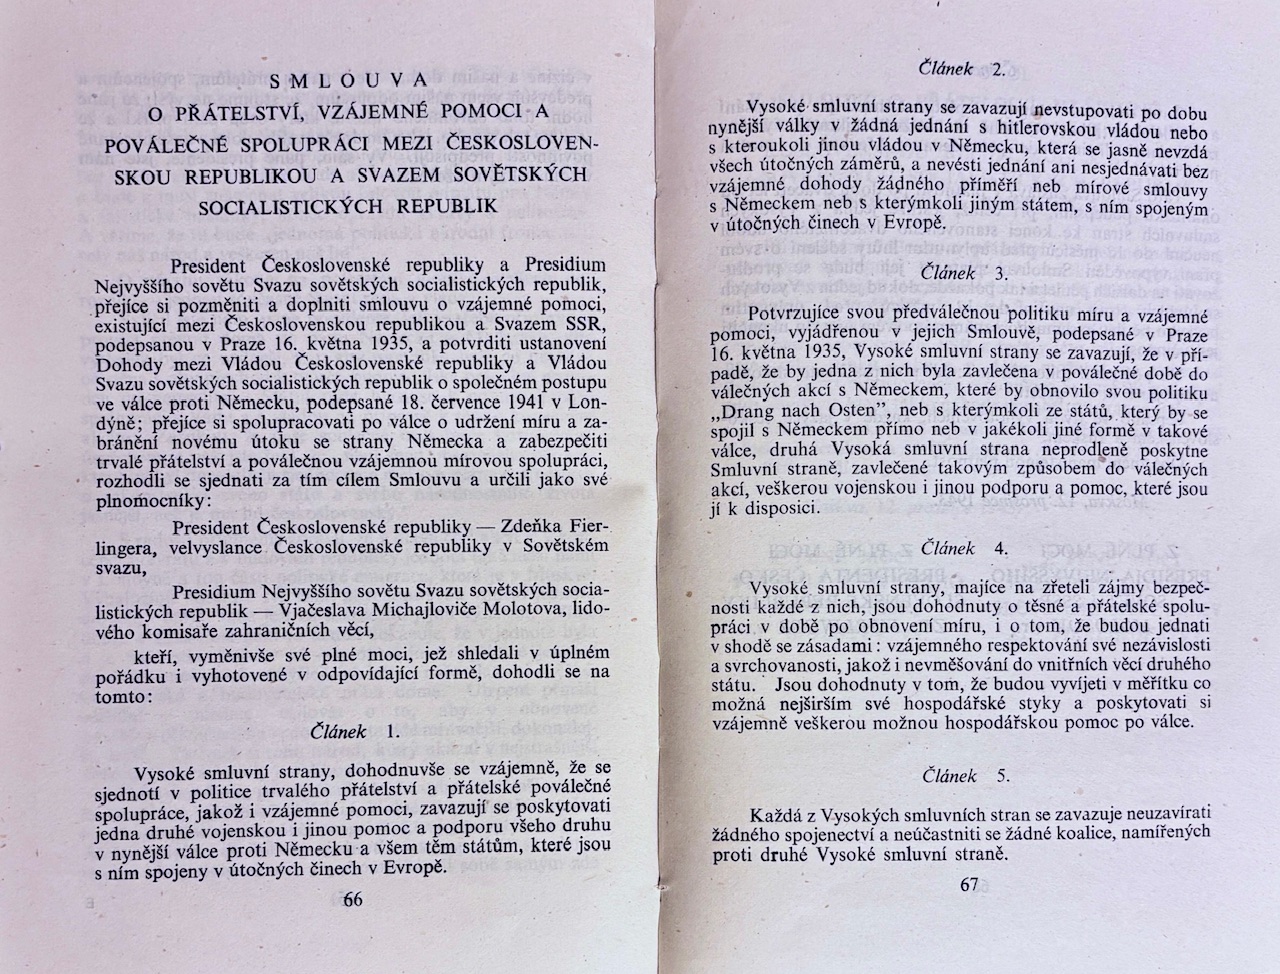 SMLOUVA
O PŘÁTELSTVÍ, VZÁJEMNÉ POMOCI A
POVÁLEČNÉ SPOLUPRÁCI MEZI ČESKOSLOVEN-
SKOU REPUBLIKOU A SVAZEM SOVĚTSKÝCH
SOCIALISTICKÝCH REPUBLIK
President Československé republiky a Presidium
Nejvyššího sovětu Svazu sovětských socialistických republik,
přejíce si pozměniti a doplniti smlouvu o vzájemné pomoci,
existující mezi Československou republikou a Svazem SSR,
podepsanou v Praze 16. května 1935, a potvrditi ustanovení
Dohody mezi Vládou Československé republiky a Vládou
Svazu sovětských socialistických republik o společném postupu
ve válce proti Německu, podepsané 18. července 1941 v Lon-
dýně; přejíce si spolupracovati po válce o udržení míru a za-
bránění novému útoku se strany Německa a zabezpečiti
trvalé přátelství a poválečnou vzájemnou mírovou spolupráci,
rozhodli se sjednati za tím cílem Smlouvu a určili jako své
plnomocníky:
President Československé republiky — Zdeňka Fier-
lingera, velvyslance Československé republiky v Sovětském
svazu,
Presidium Nejvyššího sovětu Svazu sovětských socia-
listických republik — Vjačeslava Michajloviče Molotova, lido-
vého komisaře zahraničních věcí,
kteří, vyměnivše své plné moci, jež shledali v úplném
pořádku i vyhotovené v odpovídající formě, dohodli se na
tomto:
Článek 1.
Vysoké smluvní strany, dohodnuvše se vzájemně, že se
sjednotí v politice trvalého přátelství a přátelské poválečné
spolupráce, jakož i vzájemné pomoci, zavazují se poskytovati
jedna druhé vojenskou i jinou pomoc a podporu všeho druhu
v nynější válce proti Německu a všem těm státům, které jsou
s ním spojeny v útočných činech v Evropě.
66
Článek 2.
Vysoké smluvní strany se zavazují nevstupovati po dobu
nynější války v žádná jednání s hitlerovskou vládou nebo
s kteroukoli jinou vládou v Německu, která se jasně nevzdá
všech útočných záměrů, a nevésti jednání ani nesjednávati bez
vzájemné dohody žádného příměří neb mírové smlouvy
s Německem neb s kterýmkoli jiným státem, s ním spojeným
v útočných činech v Evropě.
Článek 3.
Potvrzujíce svou předválečnou politiku míru a vzájemné
pomoci, vyjádřenou v jejich Smlouvě, podepsané v Praze
16. května 1935, Vysoké smluvní strany se zavazují, že v pří-
padě, že by jedna z nich byla zavlečena v poválečné době do
válečných akcí s Německem, které by obnovilo svou politiku
„Drang nach Osten”, neb s kterýmkoli ze států, který by se
spojil s Německem přímo neb v jakékoli jiné formě v takové
válce, druhá Vysoká smluvní strana neprodleně poskytne
Smluvní straně, zavlečené takovým způsobem do válečných
akcí, veškerou vojenskou i jinou podporu a pomoc, které jsou
jí k disposici.
Článek 4.
Vysoké smluvní strany, majíce na zřeteli zájmy bezpeč-
nosti každé z nich, jsou dohodnuty o těsné a přátelské spolu-
práci v době po obnovení míru, i o tom, že budou jednati
v shodě se zásadami: vzájemného respektování své nezávislosti
a svrchovanosti, jakož i nevměšování do vnitřních věcí druhého
státu. Jsou dohodnuty v tom, že budou vyvíjeti v měřítku co
možná nejširším své hospodářské styky a poskytovati si
vzájemně veškerou možnou hospodářskou pomoc po válce.
Článek 5.
Každá z Vysokých smluvních stran se zavazuje neuzavírati
žádného spojenectví a neúčastniti se žádné koalice, namířených
proti druhé Vysoké smluvní straně.
67